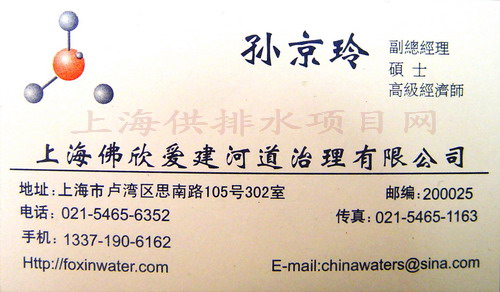 孙京玲
副總經理
碩士
高級經濟師
上海供排水项目网
上海佛欣爱建河道治理有限公司
地址:上海市卢湾区思南路105号302室 邮编:200025
电话: 021-5465-6352 传真: 021-5465-1163
手机: 1337-190-6162
Http://foxinwater.com E-mail:chinawaters@sina.com